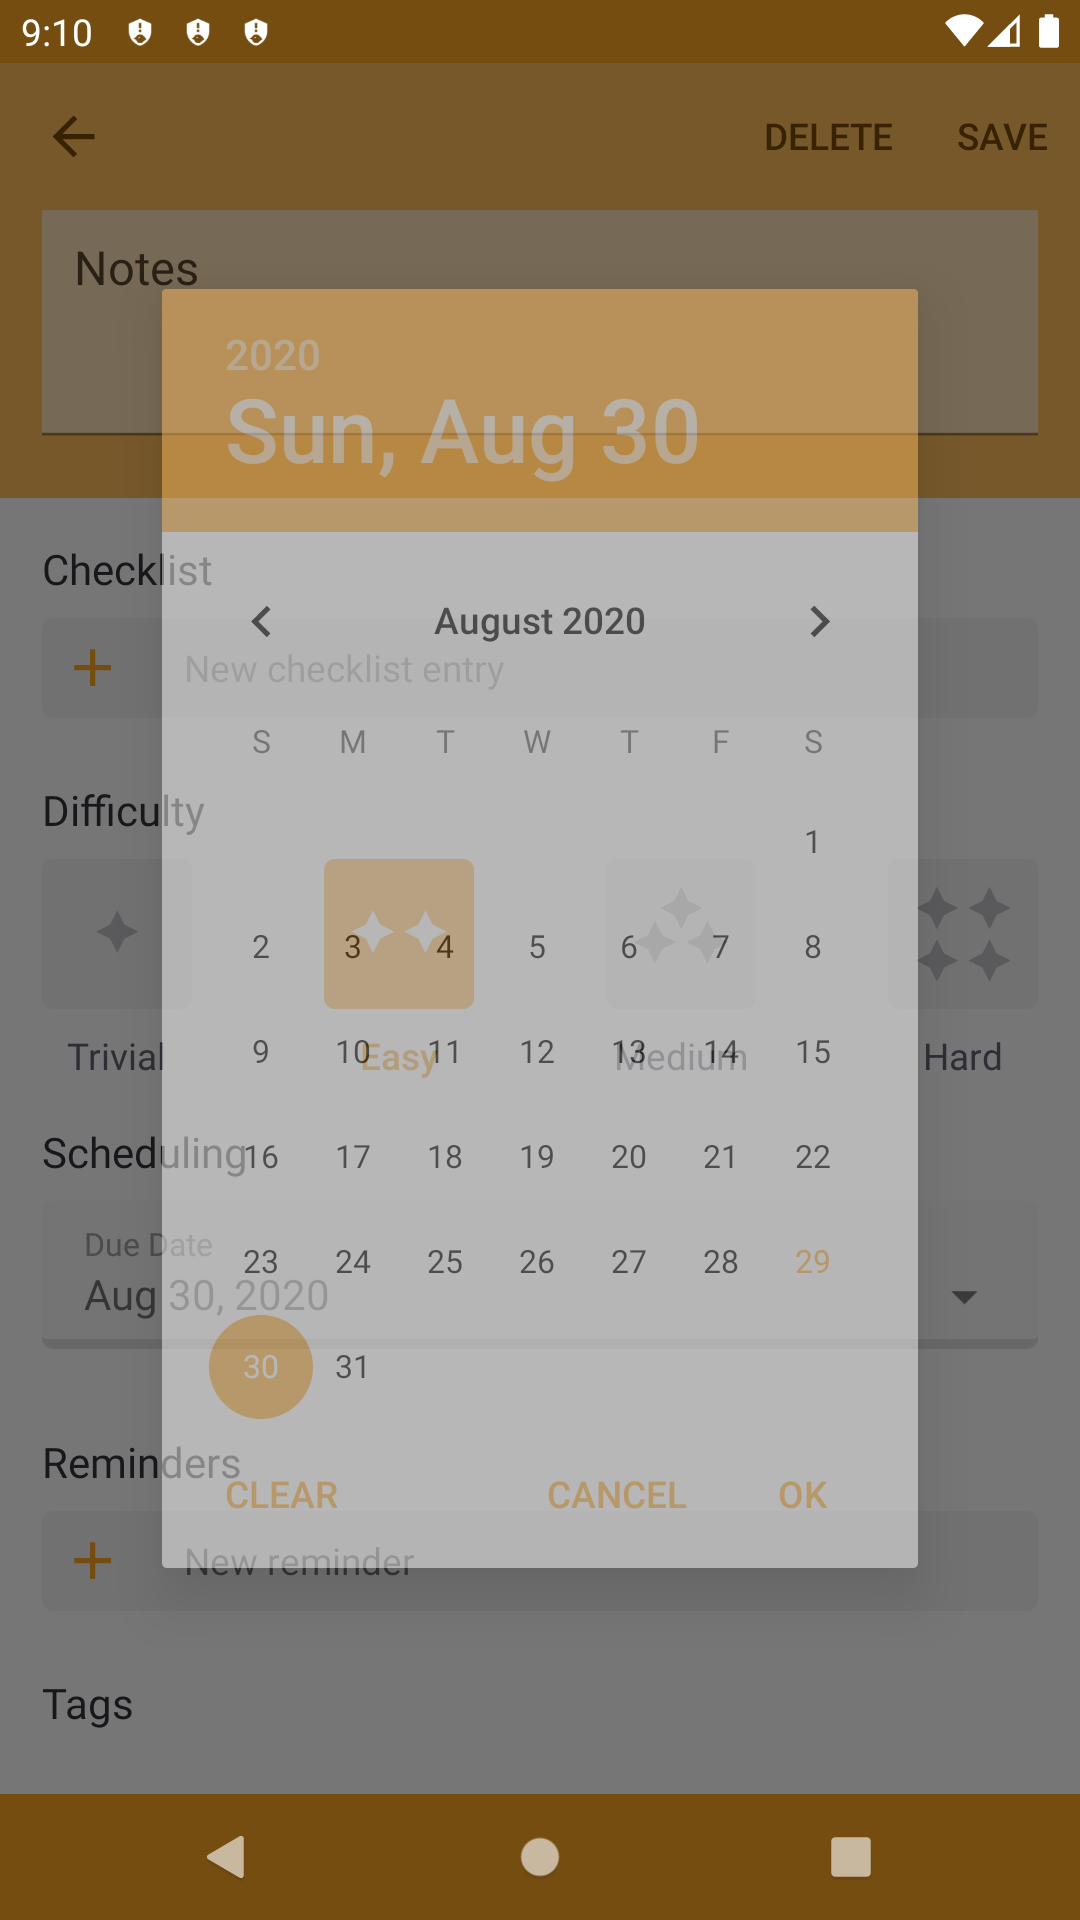 9:10
DELETE SAVE
Notes
2020
Sun, Aug 30
Checklist
August 2020
New checklist entry
S M T W T F S
Difficulty
1
2 3 4 5 6 7 8
9 10 11 12 13 14 15
Trivial Easy Medium Hard
Scheduling
16 17 18 19 20 21 22
Due Date
23 24 25 26 27 28 29
Aug 30, 2020
30 31
Reminders
CLEAR CANCEL OK
New reminder
Tags